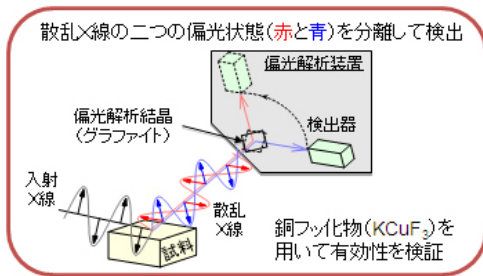 散乱X線の二つの偏光状態(赤と青)を分離して検出
偏光解析装置
偏光解析結晶
(グラファイト)
検出器
入射
X線
散乱
X線
試料
銅フッ化物(KCuF₃)を
用いて有効性を検証